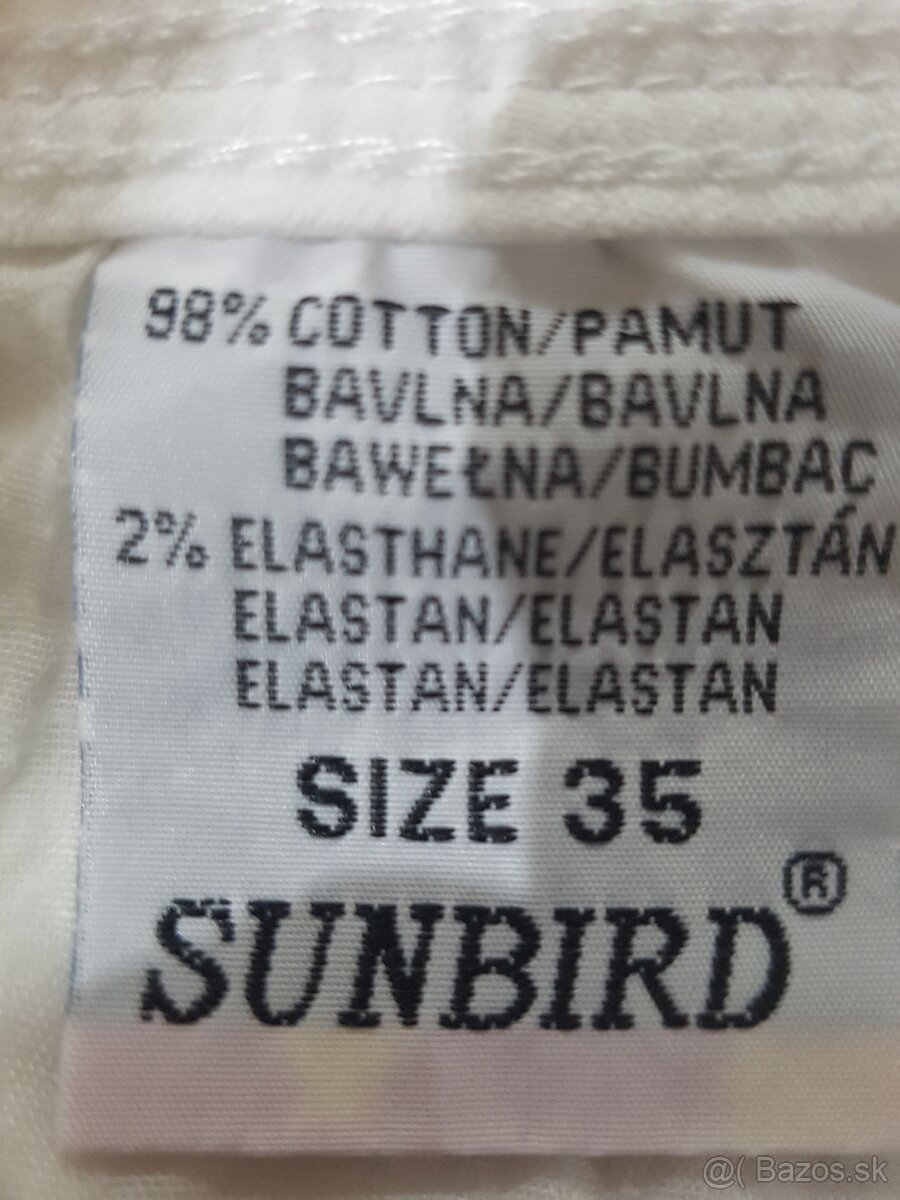 98% COTTON/PAMUT
BAVLNA/BAVLNA
BAWEŁNA/BUMBAC
2% ELASTHANE/ELASZTÁN
ELASTAN/ELASTAN
ELASTAN/ELASTAN
SIZE 35
SUNBIRD®
@( Bazos.sk